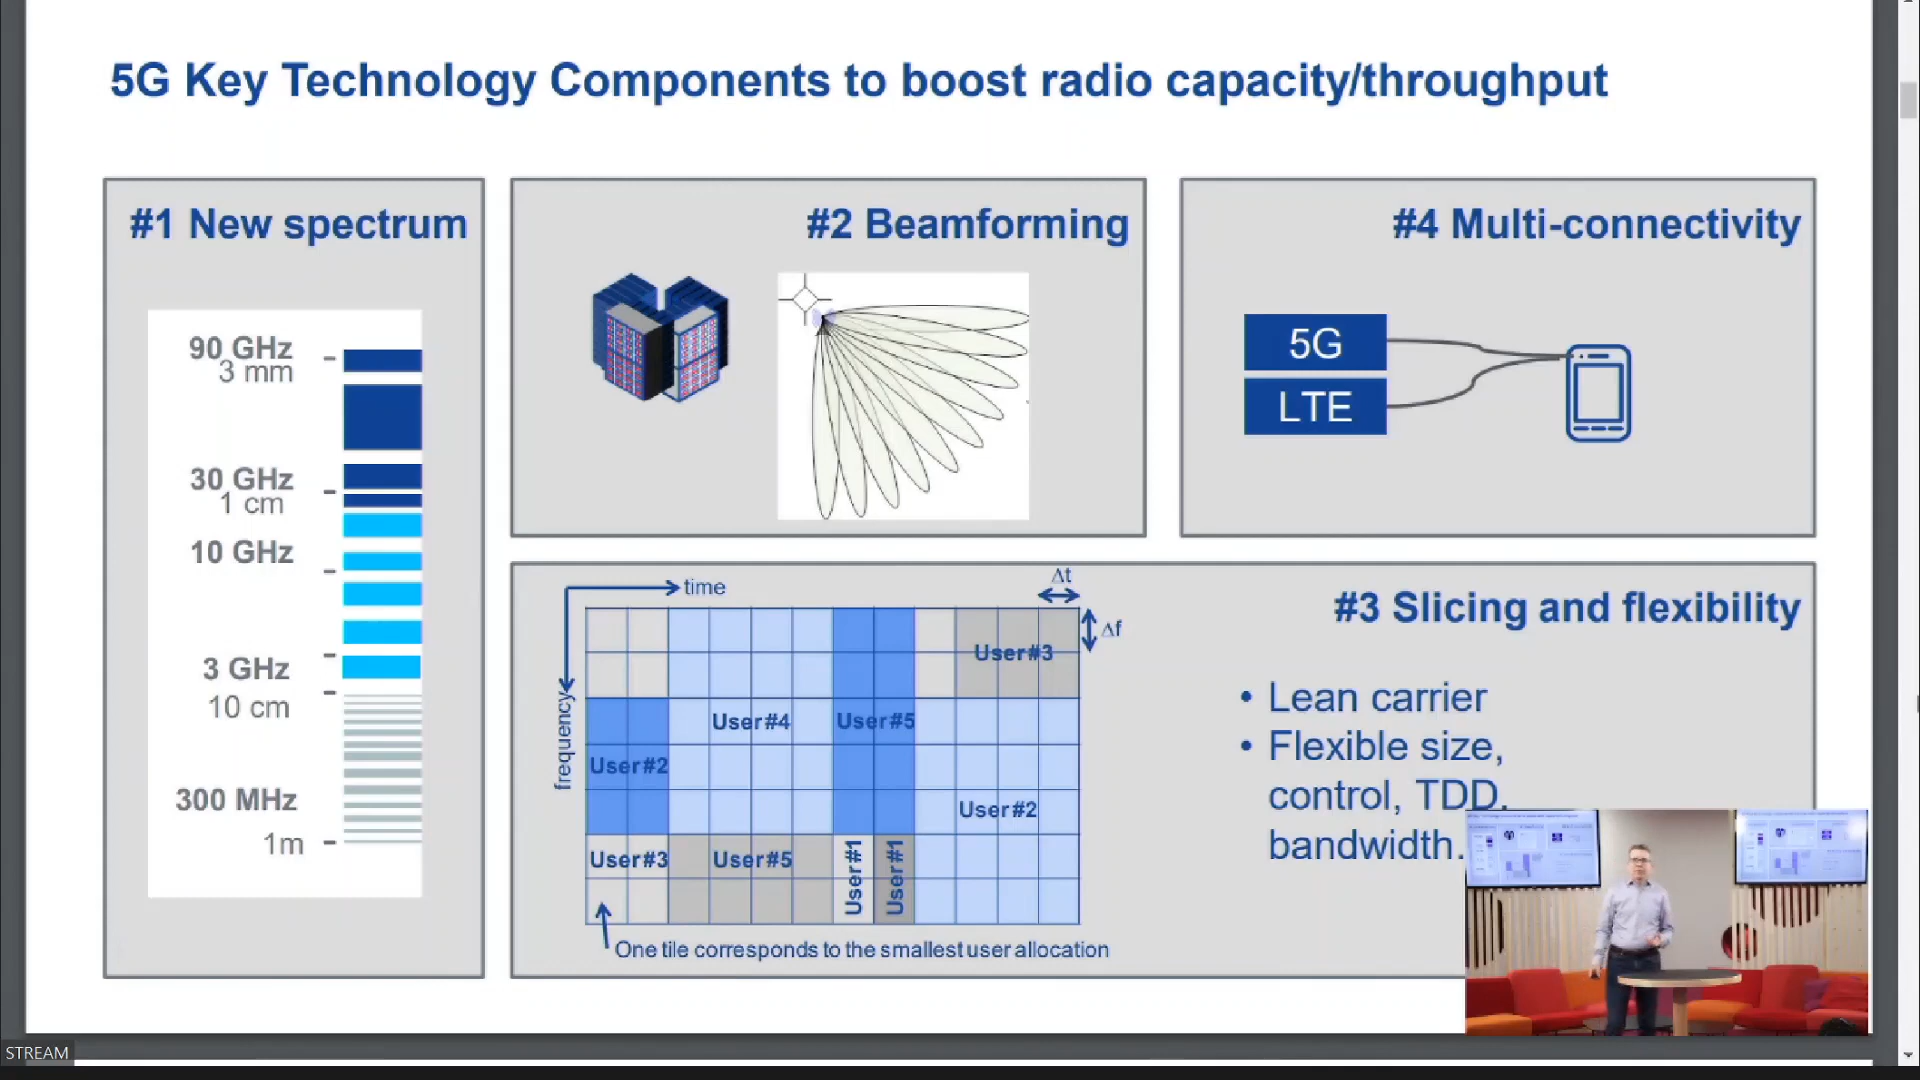 5G Key Technology Components to boost radio capacity/throughput
#1 New spectrum
90 GHz
3 mm
30 GHz
1 cm
10 GHz
3 GHz
10 cm
300 MHz
1m
#2 Beamforming
#4 Multi-connectivity
5G
LTE
#3 Slicing and flexibility
time
Δt
Δf
frequency
User#3
User#4
User#5
User#2
User#2
User#3
User#5
User#1
User#1
One tile corresponds to the smallest user allocation
• Lean carrier
• Flexible size,
control, TDD,
bandwidth.
STREAM